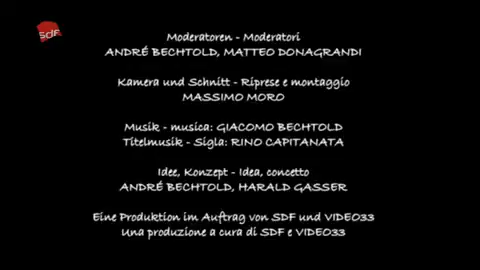 SDF
Moderatoren - Moderatori
ANDRÉ BECHTOLD, MATTEO DONAGRANDI
Kamera und Schnitt - Riprese e montaggio
MASSIMO MORO
Musik - musica: GIACOMO BECHTOLD
Titelmusik - Sigla: RINO CAPITANATA
Idee, Konzept - Idea, concetto
ANDRÉ BECHTOLD, HARALD GASSER
Eine Produktion im Auftrag von SDF und VIDEO33
Una produzione a cura di SDF e VIDEO33